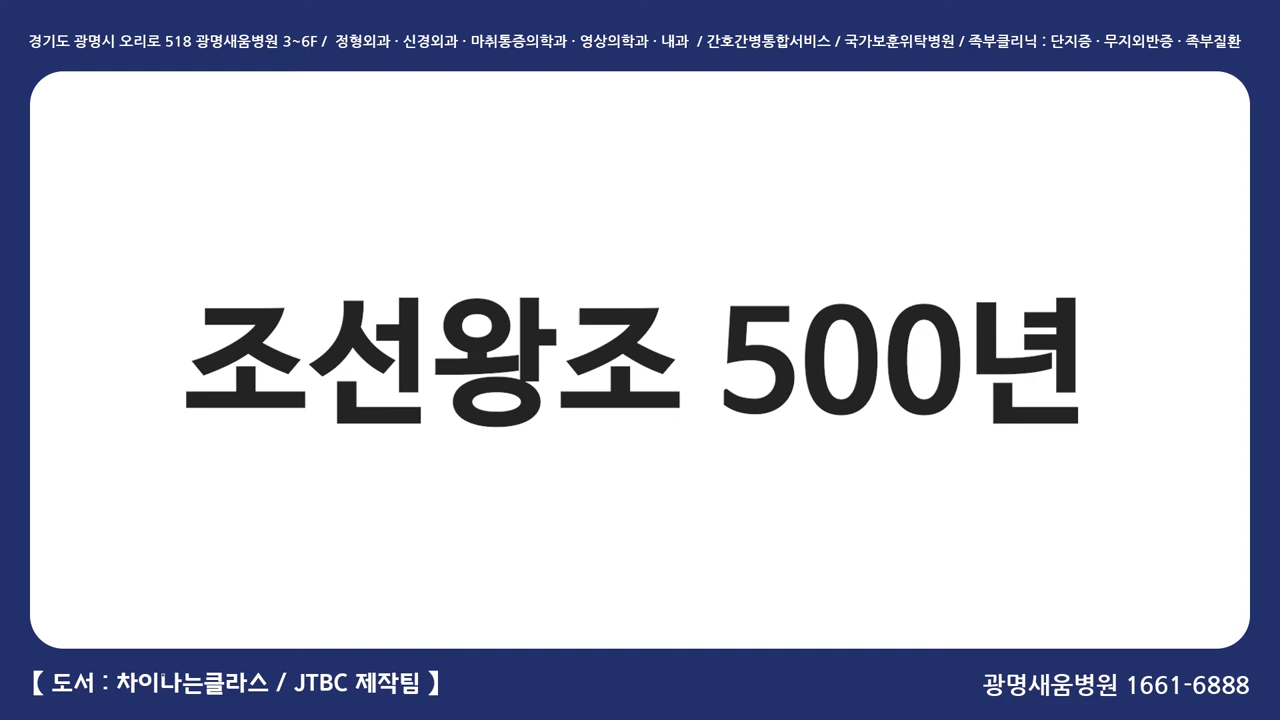 경기도 광명시 오리로 518 광명새움병원 3~6F / 정형외과 · 신경외과 · 마취통증의학과 · 영상의학과 · 내과 / 간호간병통합서비스 / 국가보훈위탁병원 / 족부클리닉 : 단지증 · 무지외반증 · 족부질환
조선왕조 500년
【 도서 : 차이나는클라스 / JTBC 제작팀 】
광명새움병원 1661-6888